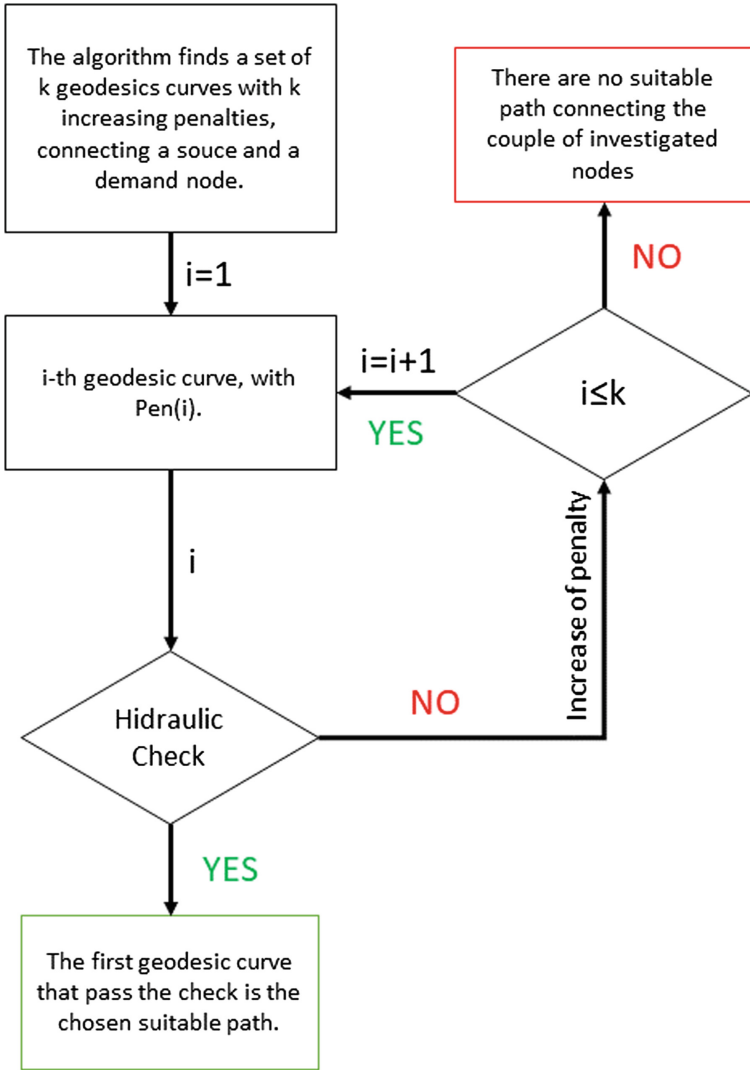 The algorithm finds a set of
k geodesics curves with k
increasing penalties,
connecting a souce and a
demand node.
i=1
i-th geodesic curve, with
Pen(i).
i
Hidraulic
Check
YES
The first geodesic curve
that pass the check is the
chosen suitable path.
NO
Increase of penalty
i≤k
i=i+1
YES
NO
There are no suitable
path connecting the
couple of investigated
nodes